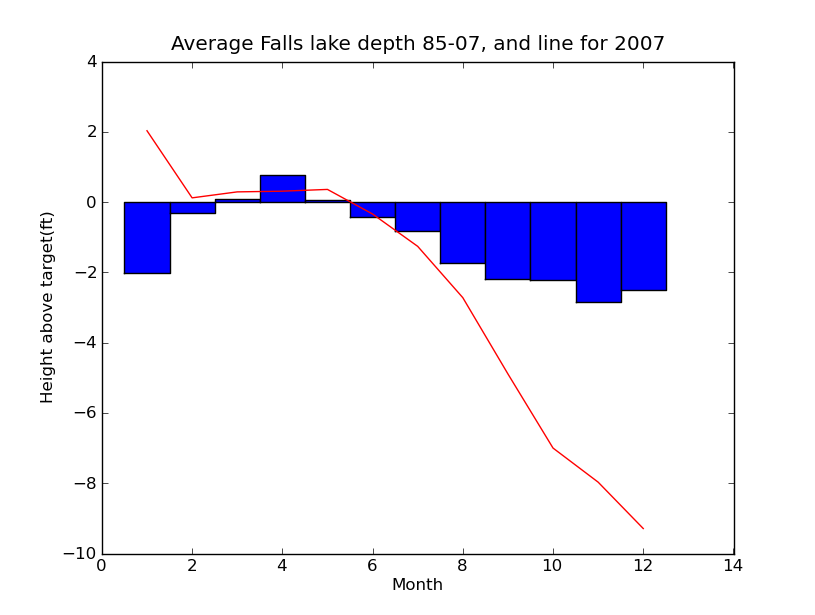 Average Falls lake depth 85-07, and line for 2007
Height above target(ft)
4
2
0
−2
−4
−6
−8
−10
0 2 4 6 8 10 12 14
Month